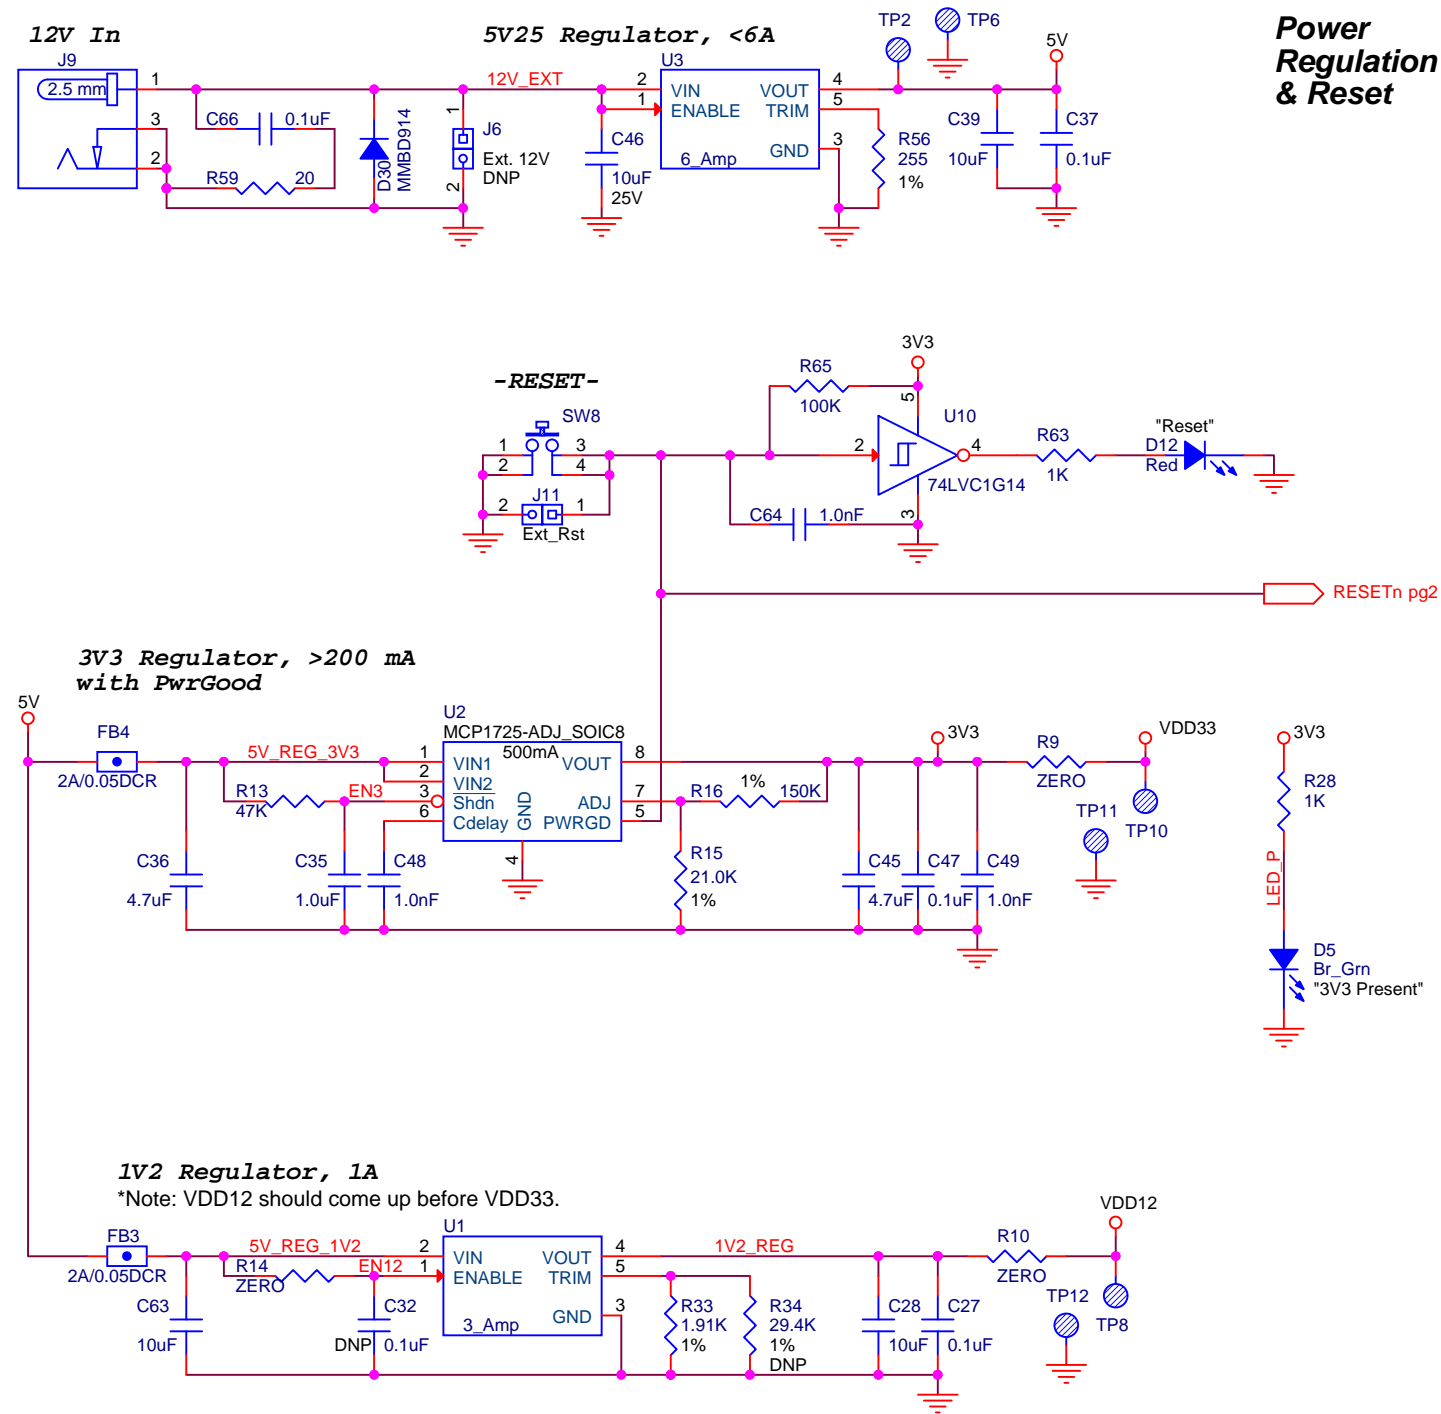 Power
Regulation
& Reset
12V In
J9
2.5 mm
1
3
2
C66
0.1uF
R59
20
D30
MMBD914
1
J6
Ext. 12V
DNP
2
5V25 Regulator, <6A
12V_EXT
C46
10uF
25V
U3
2
VIN
1
ENABLE
VOUT
4
TRIM
5
GND
3
6_Amp
R56
255
1%
TP2
TP6
5V
C39
10uF
C37
0.1uF
-RESET-
SW8
1
2
3
4
J11
2
1
Ext_Rst
3V3
R65
100K
5
U10
2
4
74LVC1G14
3
C64
1.0nF
R63
1K
"Reset"
D12
Red
RESETn pg2
3V3 Regulator, >200 mA
with PwrGood
5V
FB4
2A/0.05DCR
5V_REG_3V3
R13
47K
EN3
C36
4.7uF
C35
1.0uF
C48
1.0nF
U2
MCP1725-ADJ_SOIC8
500mA
1
VIN1
2
VIN2
3
Shdn
6
Cdelay
GND
4
VOUT
8
ADJ
7
PWRGD
5
R16
1%
150K
R15
21.0K
1%
C45
4.7uF
C47
0.1uF
C49
1.0nF
3V3
R9
ZERO
VDD33
TP11
TP10
3V3
R28
1K
LED_P
D5
Br_Grn
"3V3 Present"
1V2 Regulator, 1A
*Note: VDD12 should come up before VDD33.
FB3
2A/0.05DCR
5V_REG_1V2
R14
ZERO
EN12
C63
10uF
C32
DNP
0.1uF
U1
2
VIN
1
ENABLE
VOUT
4
TRIM
5
GND
3
3_Amp
1V2_REG
R33
1.91K
1%
R34
29.4K
1%
DNP
C28
10uF
C27
0.1uF
R10
ZERO
VDD12
TP12
TP8